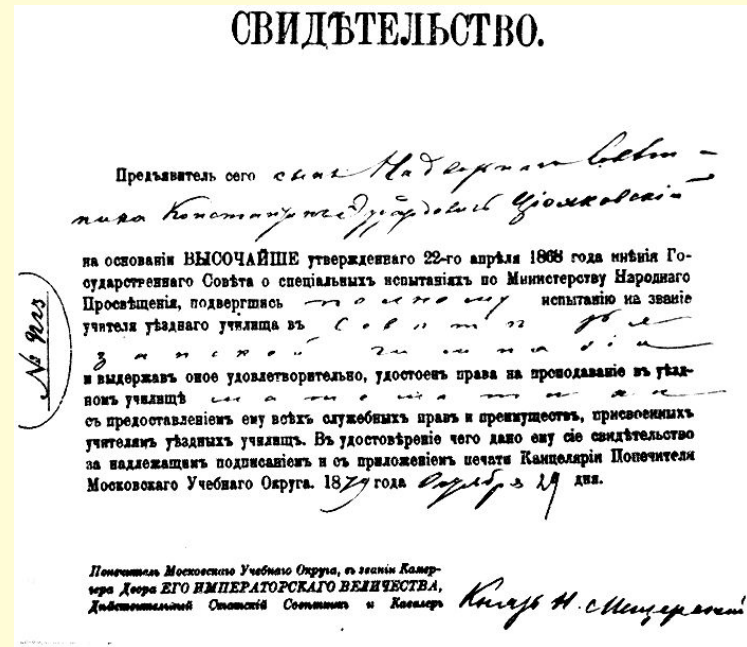 СВИДѢТЕЛЬСТВО.
Предъявитель сего сынъ Надворнаго Совѣт-
ника Константинъ Эдуардовичъ Ціолковскій
на основаніи ВЫСОЧАЙШЕ утвержденнаго 22-го апрѣля 1868 года мнѣнія Го-
сударственнаго Совѣта о спеціальныхъ испытаніяхъ по Министерству Народнаго
Просвѣщенія, подвергшись полному испытанію на званіе
учителя уѣзднаго училища въ Совѣтѣ Ря
занской гимназіи
и выдержавъ оное удовлетворительно, удостоенъ права на преподаваніе въ уѣзд-
номъ училищѣ математики
съ предоставленіемъ ему всѣхъ служебныхъ правъ и преимуществъ, присвоенныхъ
учителямъ уѣздныхъ училищъ. Въ удостовѣреніе чего дано ему сіе свидѣтельство
за надлежащимъ подписаніемъ и съ приложеніемъ печати Канцеляріи Попечителя
Московскаго Учебнаго Округа. 1879 года Октября 29 дня.
№
Попечитель Московскаго Учебнаго Округа, въ званіи Камер-
гера Двора ЕГО ИМПЕРАТОРСКАГО ВЕЛИЧЕСТВА,
Дѣйствительный Статскій Совѣтникъ и Кавалеръ Князь Н. Мещерскій